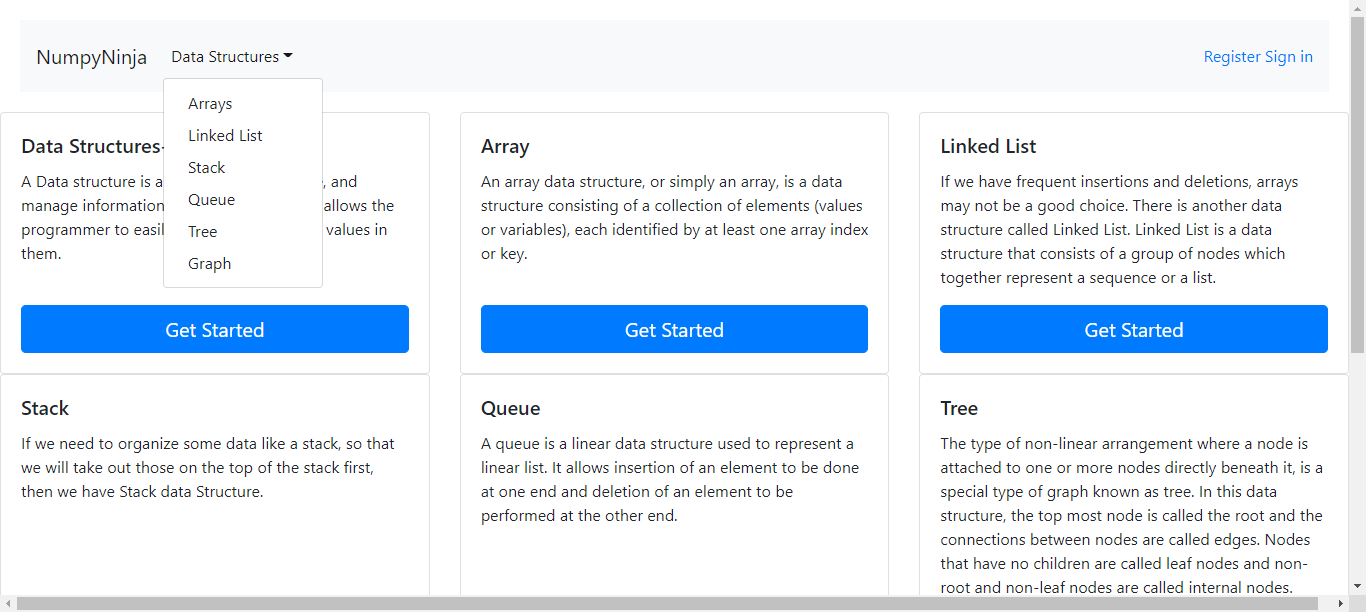 NumpyNinja
Data Structures
Register Sign in
Arrays
Linked List
Stack
Queue
Tree
Graph
Data Structures-
A Data structure is a , and
manage information allows the
programmer to easil values in
them.
Get Started
Array
An array data structure, or simply an array, is a data
structure consisting of a collection of elements (values
or variables), each identified by at least one array index
or key.
Get Started
Linked List
If we have frequent insertions and deletions, arrays
may not be a good choice. There is another data
structure called Linked List. Linked List is a data
structure that consists of a group of nodes which
together represent a sequence or a list.
Get Started
Stack
If we need to organize some data like a stack, so that
we will take out those on the top of the stack first,
then we have Stack data Structure.
Queue
A queue is a linear data structure used to represent a
linear list. It allows insertion of an element to be done
at one end and deletion of an element to be
performed at the other end.
Tree
The type of non-linear arrangement where a node is
attached to one or more nodes directly beneath it, is a
special type of graph known as tree. In this data
structure, the top most node is called the root and the
connections between nodes are called edges. Nodes
that have no children are called leaf nodes and non-
root and non-leaf nodes are called internal nodes.